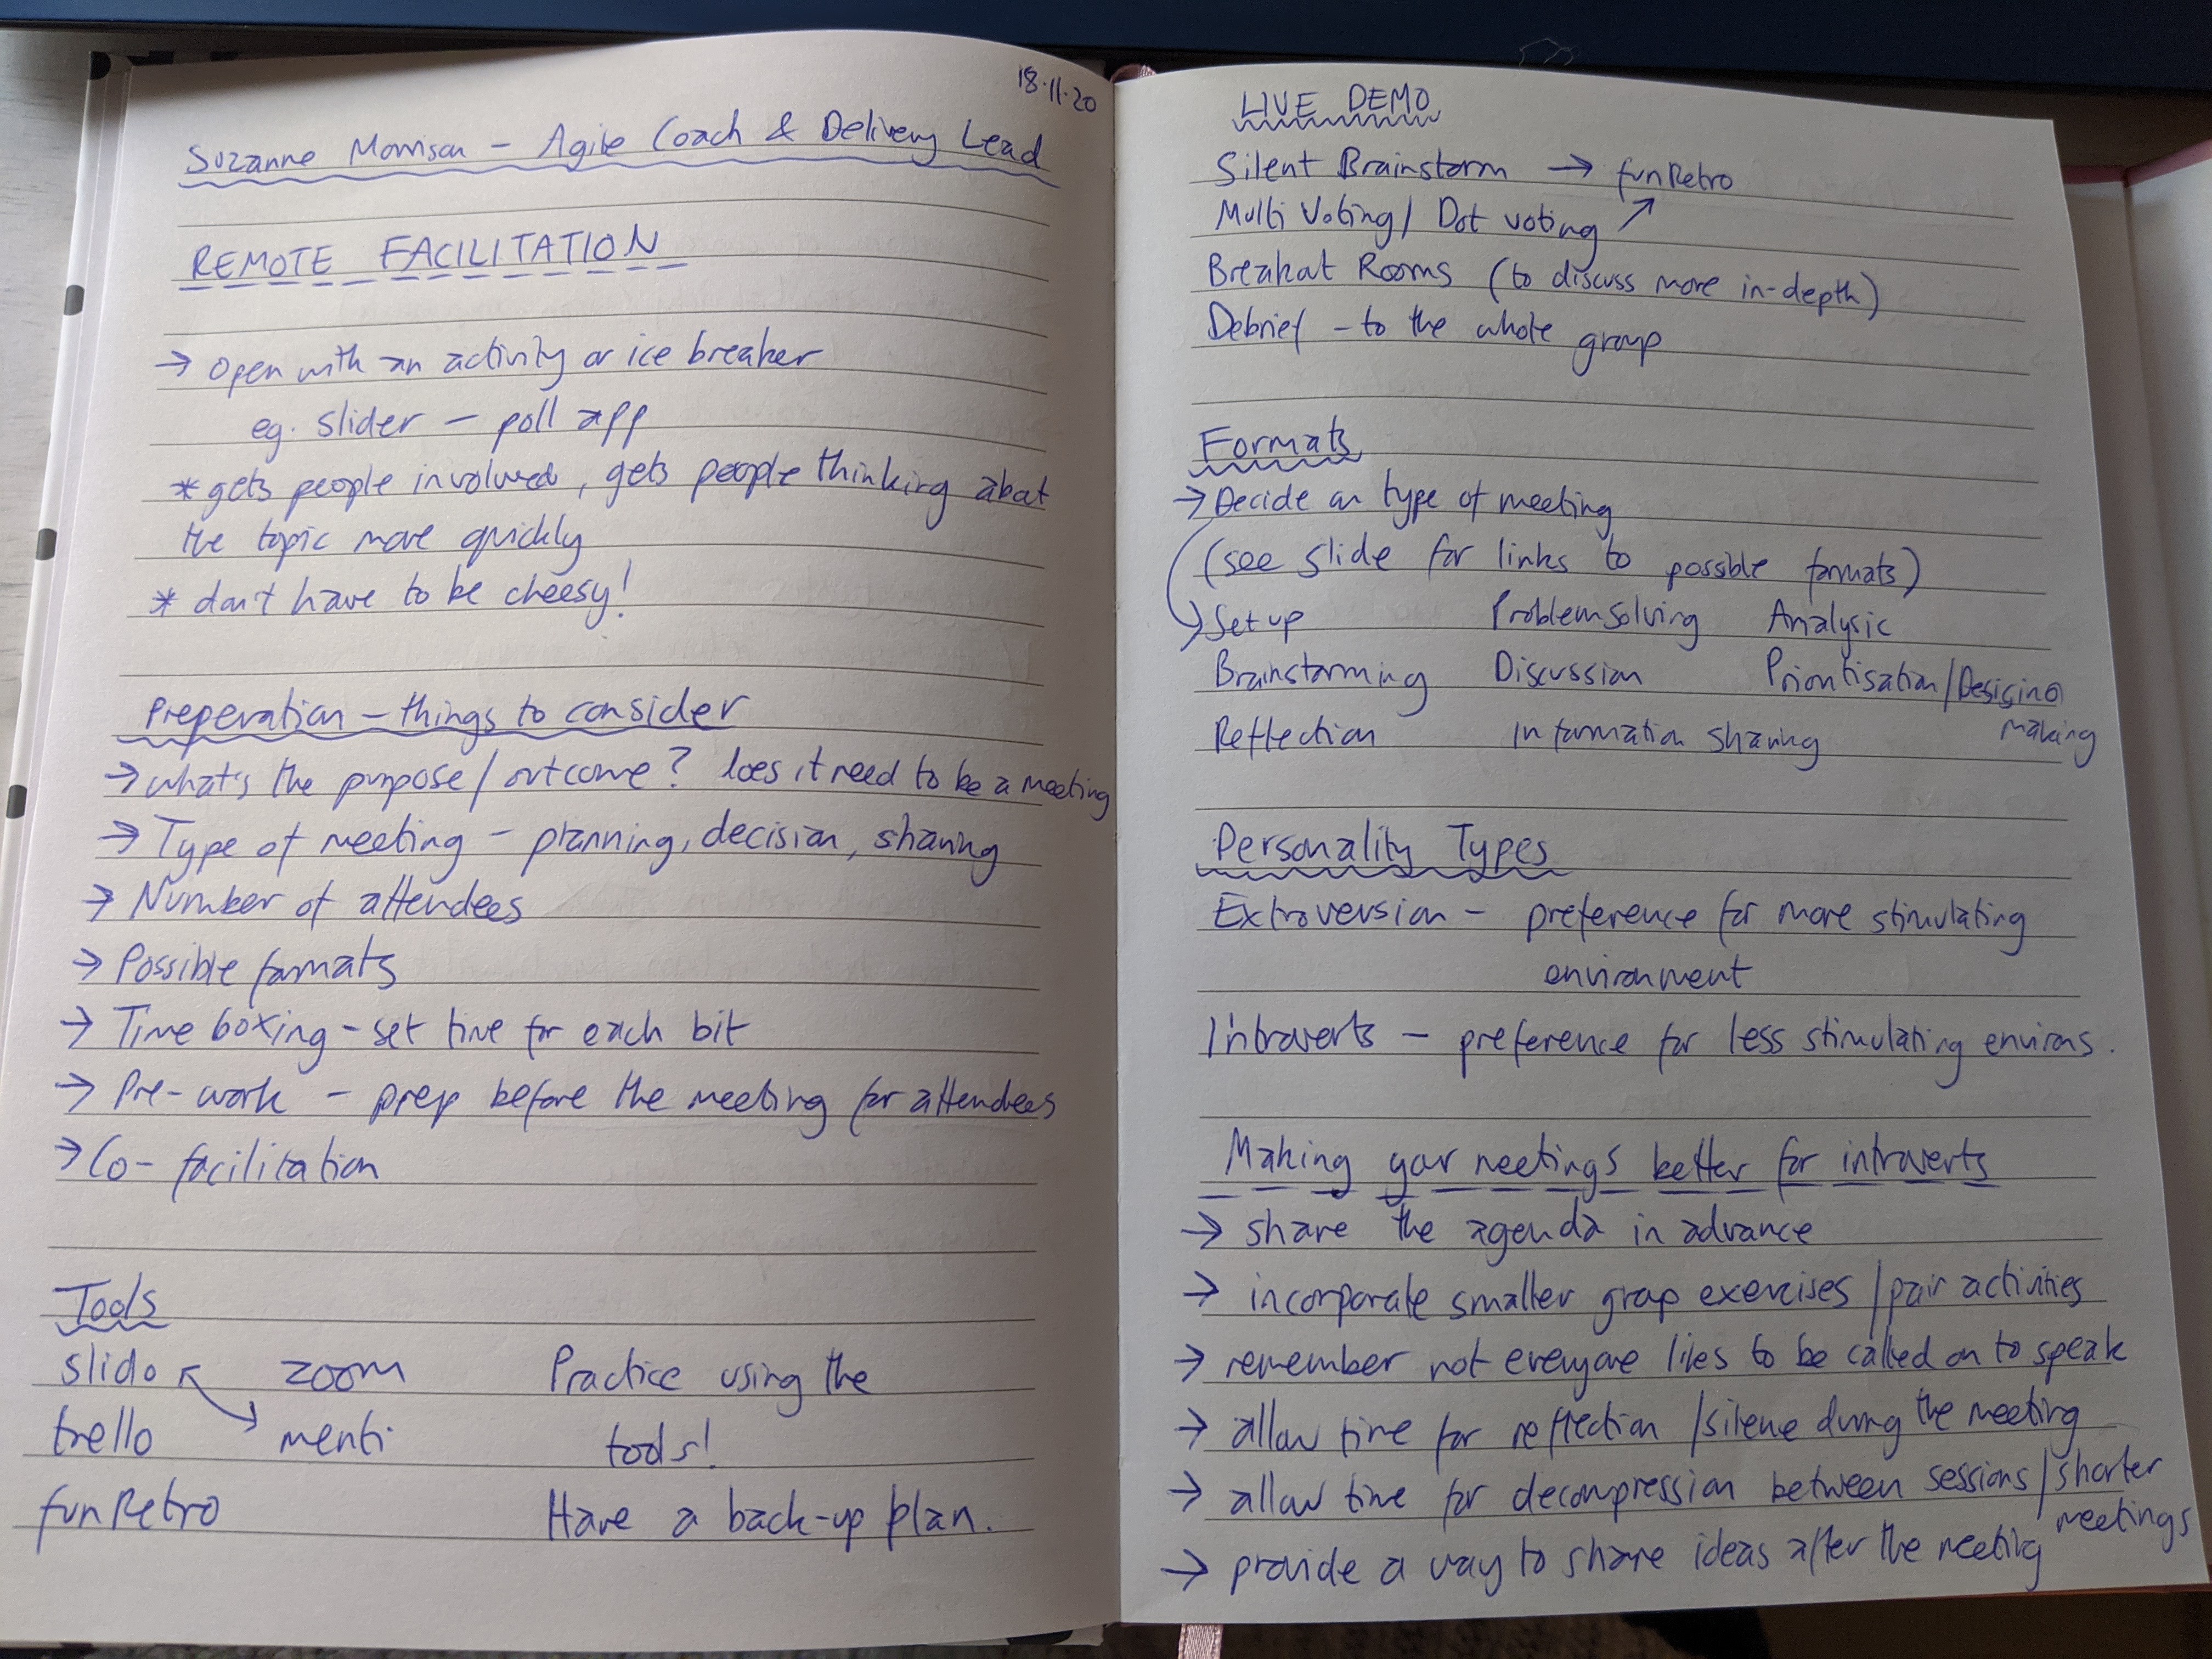 18.11.20
Suzanne Morrison - Agile Coach & Delivery Lead
REMOTE FACILITATION
→ Open with an activity or ice breaker
eg. slider - poll app
* gets people involved, gets people thinking about
the topic more quickly
* don't have to be cheesy!
Preperation - things to consider
→ what's the purpose/outcome? Does it need to be a meeting
→ Type of meeting - planning, decision, sharing
→ Number of attendees
→ Possible formats
→ Time boxing - set time for each bit
→ Pre-work - prep before the meeting for attendees
→ Co-facilitation
Tools
slido zoom Practice using the
trello menti tools!
funRetro Have a back-up plan.
LIVE DEMO
Silent Brainstorm → funRetro
Multi Voting/ Dot voting ↗
Breakout Rooms (to discuss more in-depth)
Debrief - to the whole group
Formats
→ Decide on type of meeting
(see slide for links to possible formats)
→ Set up Problem solving Analysic
Brainstorming Discussion Prioritisation/Desicino
making
Reflection Information sharing
Personality Types
Extroversion - preference for more stimulating
environment
Introverts - preference for less stimulating environs.
Making your meetings better for introverts
→ share the agenda in advance
→ incorporate smaller group exercises /pair activities
→ remember not everyone likes to be called on to speak
→ allow time for reflection /silence during the meeting
→ allow time for decompression between sessions/shorter
meetings
→ provide a way to share ideas after the meeting